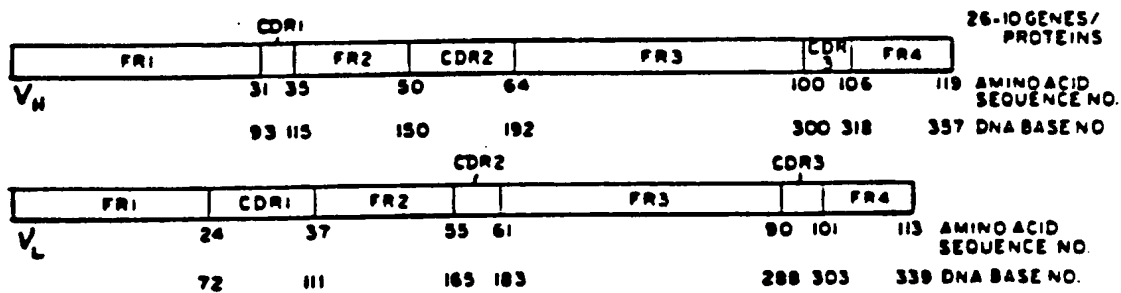 26-10 GENES/
PROTEINS
CDR1
FR1 FR2 CDR2 FR3 CDR 3 FR4
VH
31 35 50 64 100 106 119 AMINO ACID
SEQUENCE NO.
93 115 150 192 300 318 357 DNA BASE NO
CDR2 CDR3
FR1 CDR1 FR2 FR3 FR4
VL
24 37 55 61 90 101 113 AMINO ACID
SEQUENCE NO.
72 111 165 183 288 303 339 DNA BASE NO.